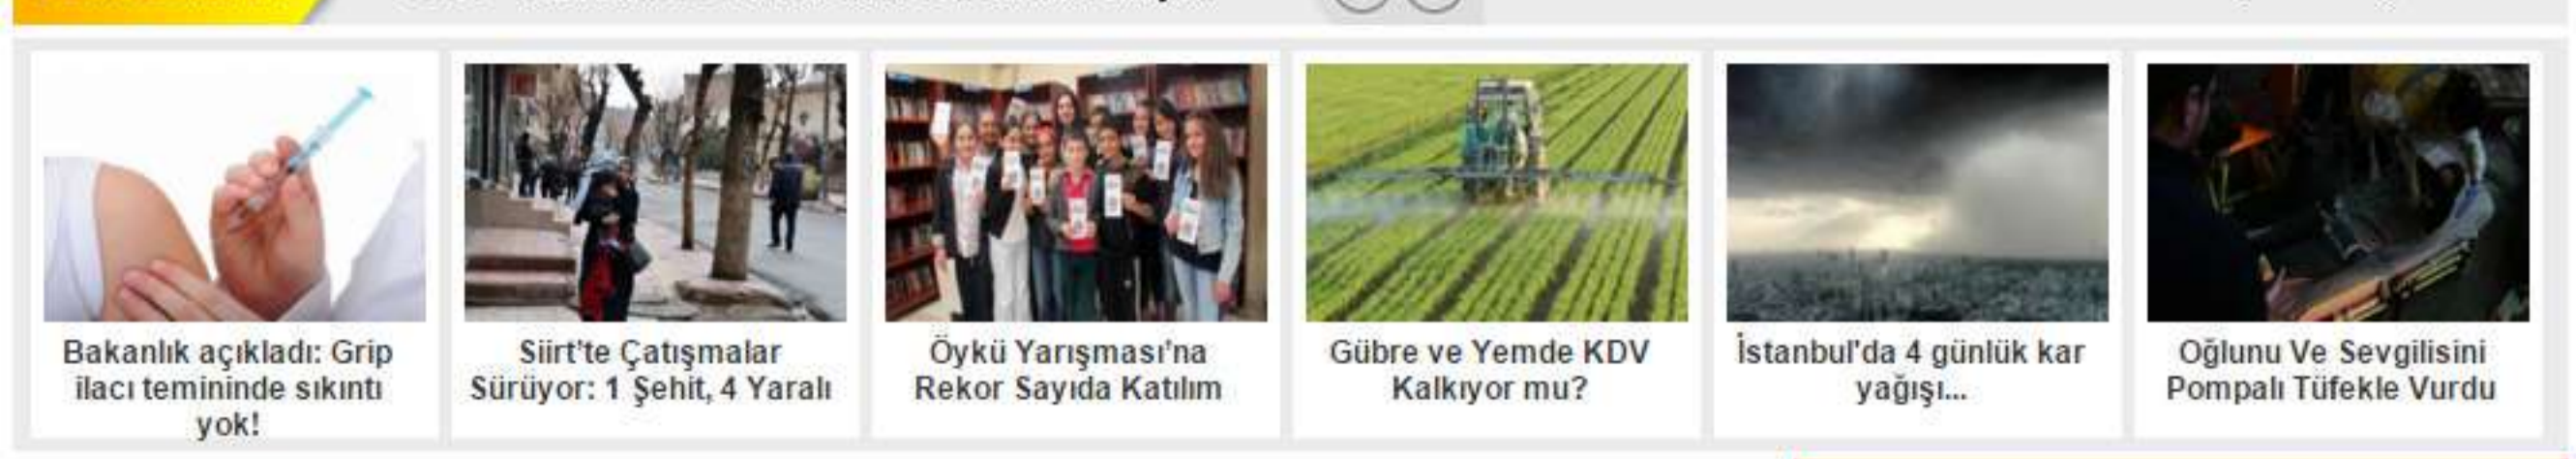 Bakanlık açıkladı: Grip
ilacı temininde sıkıntı
yok!
Siirt'te Çatışmalar
Sürüyor: 1 Şehit, 4 Yaralı
Öykü Yarışması'na
Rekor Sayıda Katılım
Gübre ve Yemde KDV
Kalkıyor mu?
İstanbul'da 4 günlük kar
yağışı...
Oğlunu Ve Sevgilisini
Pompalı Tüfekle Vurdu